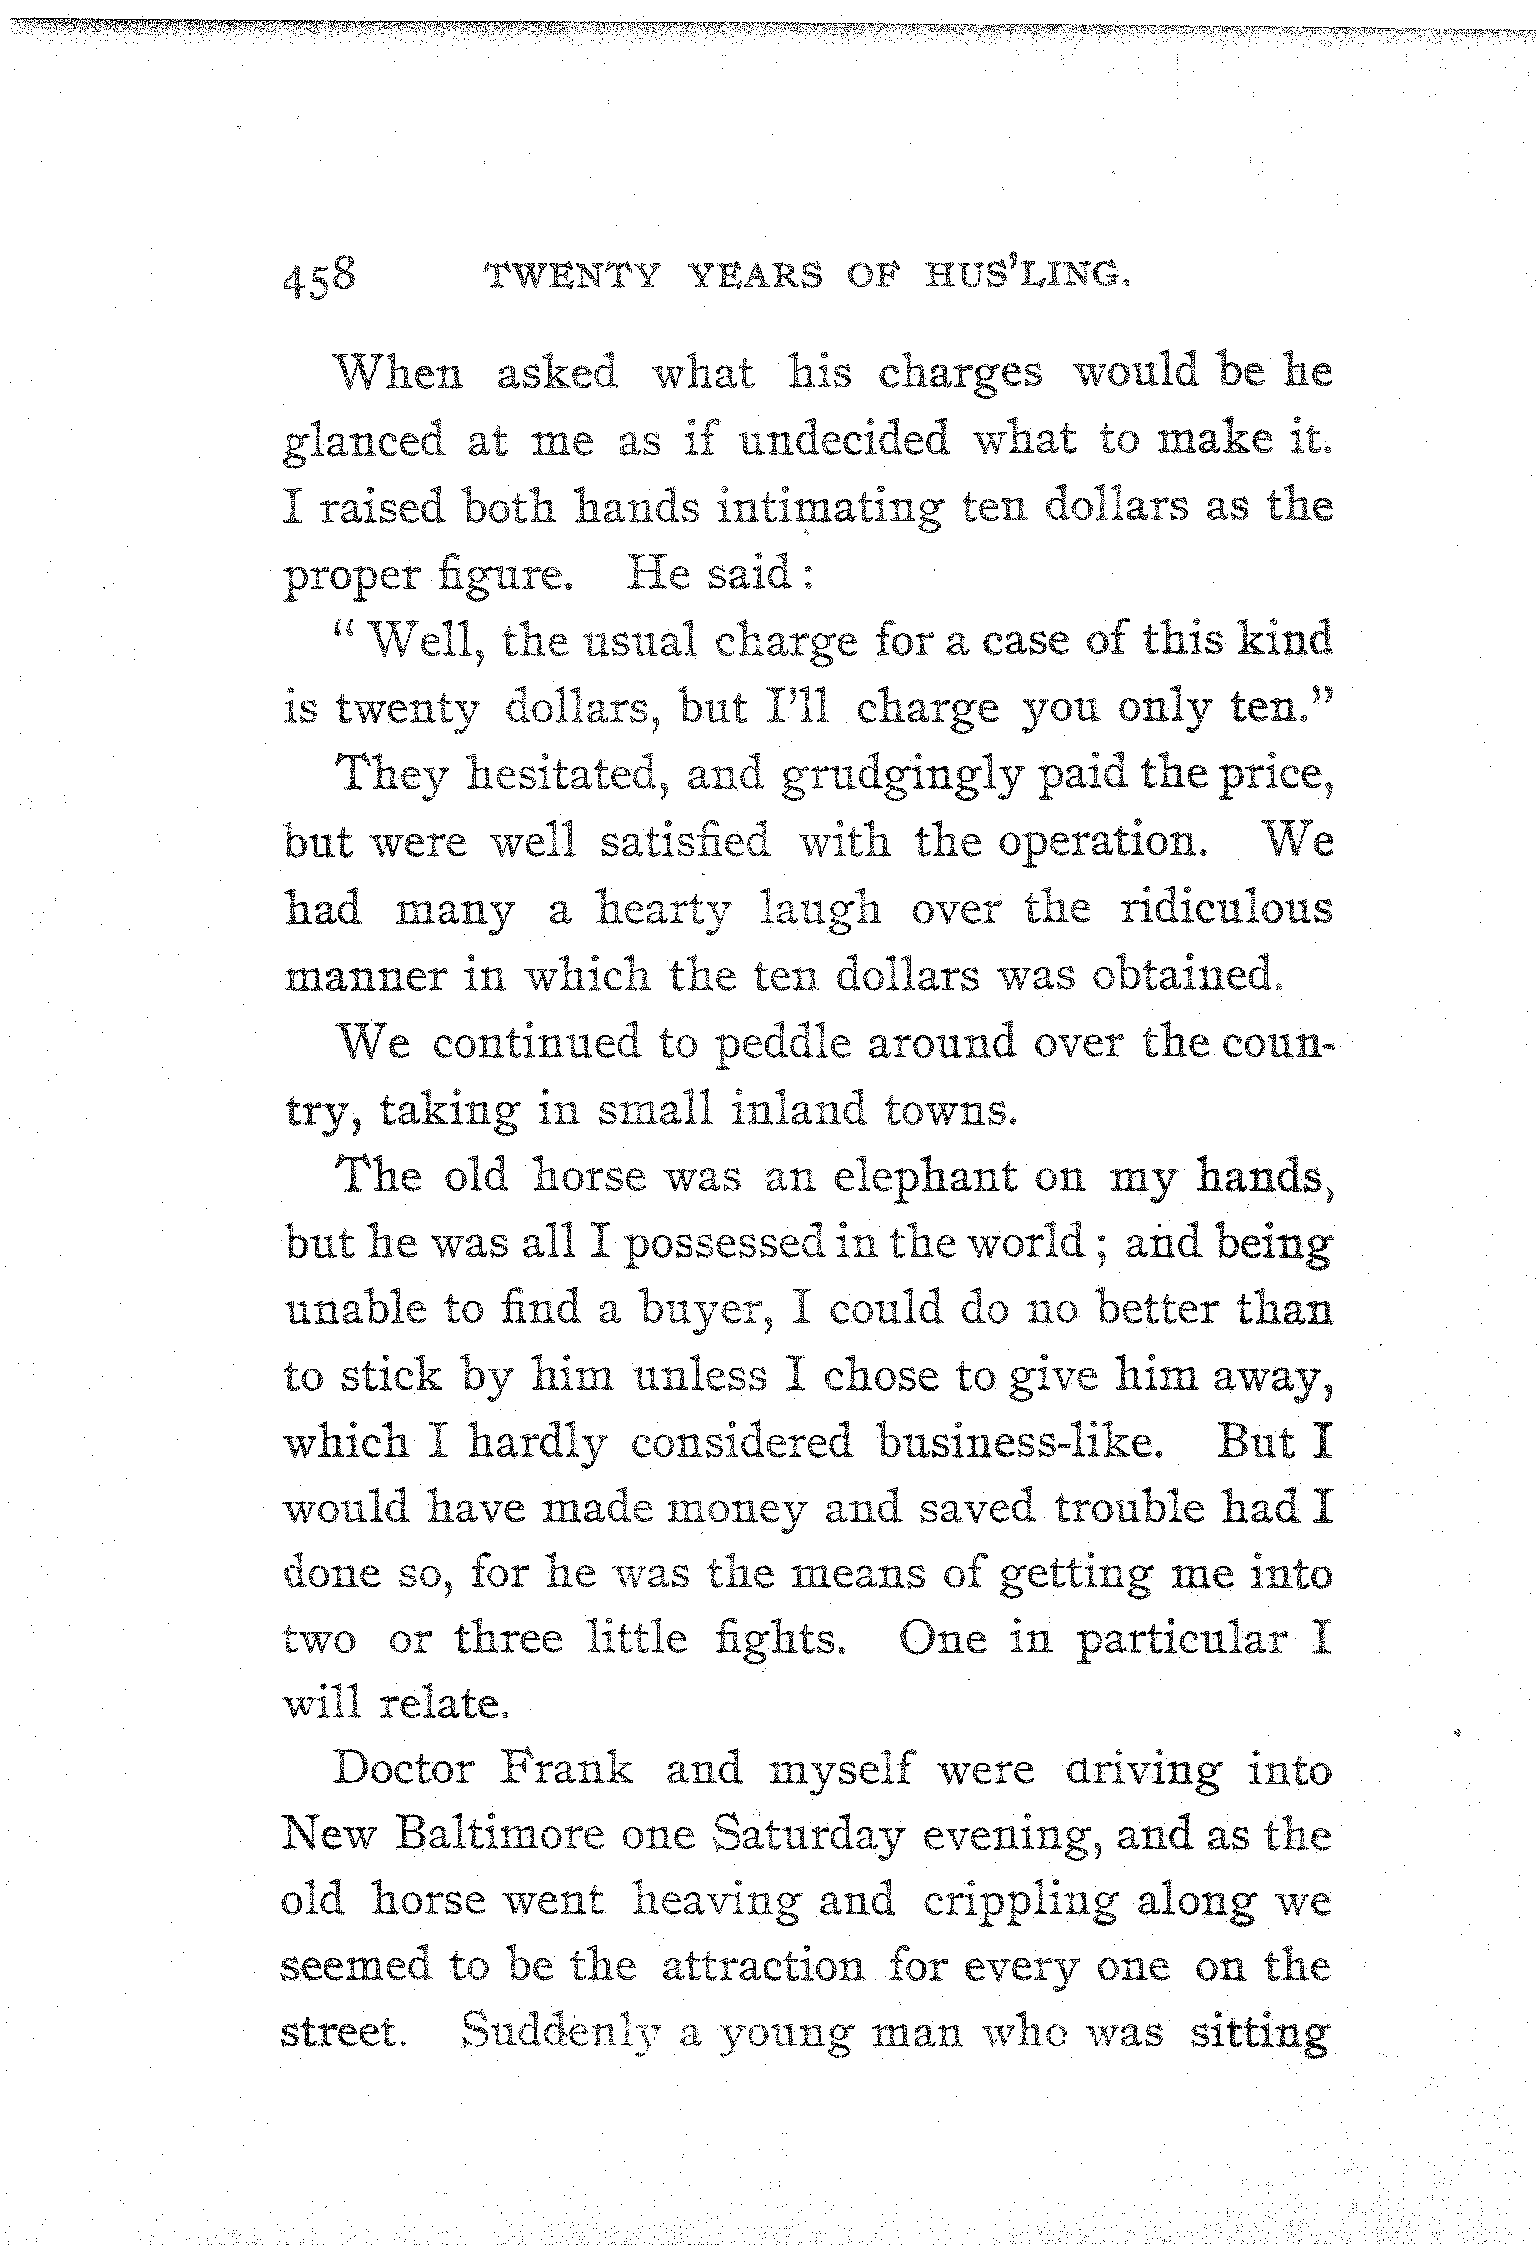 458 TWENTY YEARS OF HUS'LING.
When asked what his charges would be he
glanced at me as if undecided what to make it.
I raised both hands intimating ten dollars as the
proper figure. He said :
“ Well, the usual charge for a case of this kind
is twenty dollars, but I’ll charge you only ten.”
They hesitated, and grudgingly paid the price,
but were well satisfied with the operation. We
had many a hearty laugh over the ridiculous
manner in which the ten dollars was obtained.
We continued to peddle around over the coun-
try, taking in small inland towns.
The old horse was an elephant on my hands,
but he was all I possessed in the world ; and being
unable to find a buyer, I could do no better than
to stick by him unless I chose to give him away,
which I hardly considered business-like. But I
would have made money and saved trouble had I
done so, for he was the means of getting me into
two or three little fights. One in particular I
will relate.
Doctor Frank and myself were driving into
New Baltimore one Saturday evening, and as the
old horse went heaving and crippling along we
seemed to be the attraction for every one on the
street. Suddenly a young man who was sitting